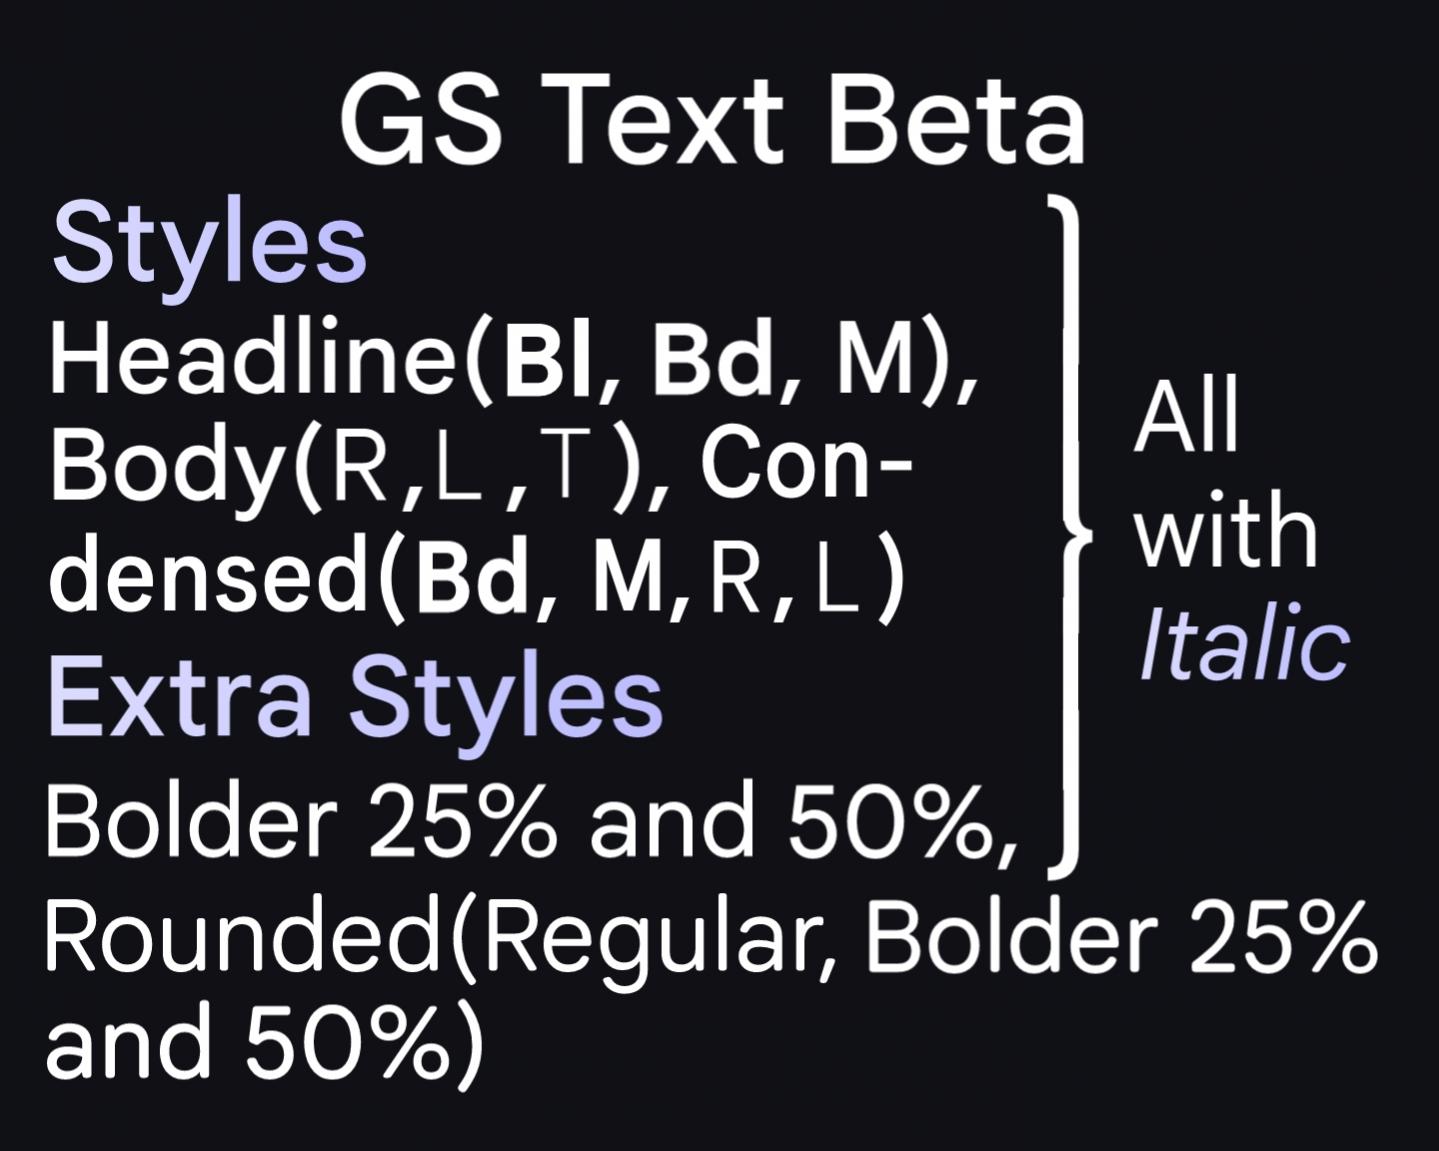 GS Text Beta
Styles
Headline(Bl, Bd, M),
Body(R,L,T), Con-
densed(Bd, M,R,L)
Extra Styles
Bolder 25% and 50%,
All
with
Italic
Rounded(Regular, Bolder 25%
and 50%)